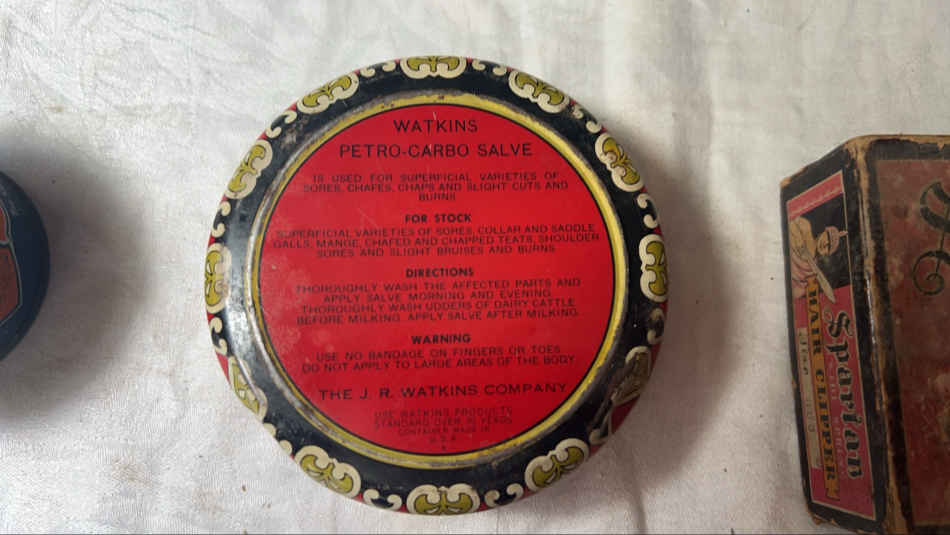 WATKINS
PETRO-CARBO SALVE
IS USED FOR SUPERFICIAL VARIETIES OF
SORES, CHAFES, CHAPS AND SLIGHT CUTS AND
BURNS
FOR STOCK
SUPERFICIAL VARIETIES OF SORES, COLLAR AND SADDLE
GALLS, MANGE, CHAFED AND CHAPPED TEATS, SHOULDER
SORES AND SLIGHT BRUISES AND BURNS
DIRECTIONS
THOROUGHLY WASH THE AFFECTED PARTS AND
APPLY SALVE MORNING AND EVENING.
THOROUGHLY WASH UDDERS OF DAIRY CATTLE
BEFORE MILKING. APPLY SALVE AFTER MILKING.
WARNING
USE NO BANDAGE ON FINGERS OR TOES
DO NOT APPLY TO LARGE AREAS OF THE BODY
THE J. R. WATKINS COMPANY
USE WATKINS PRODUCTS
STANDARD OVER YEARS
CONTAINER MADE IN
U.S.A.
Spartan
HAIR CLIPPER